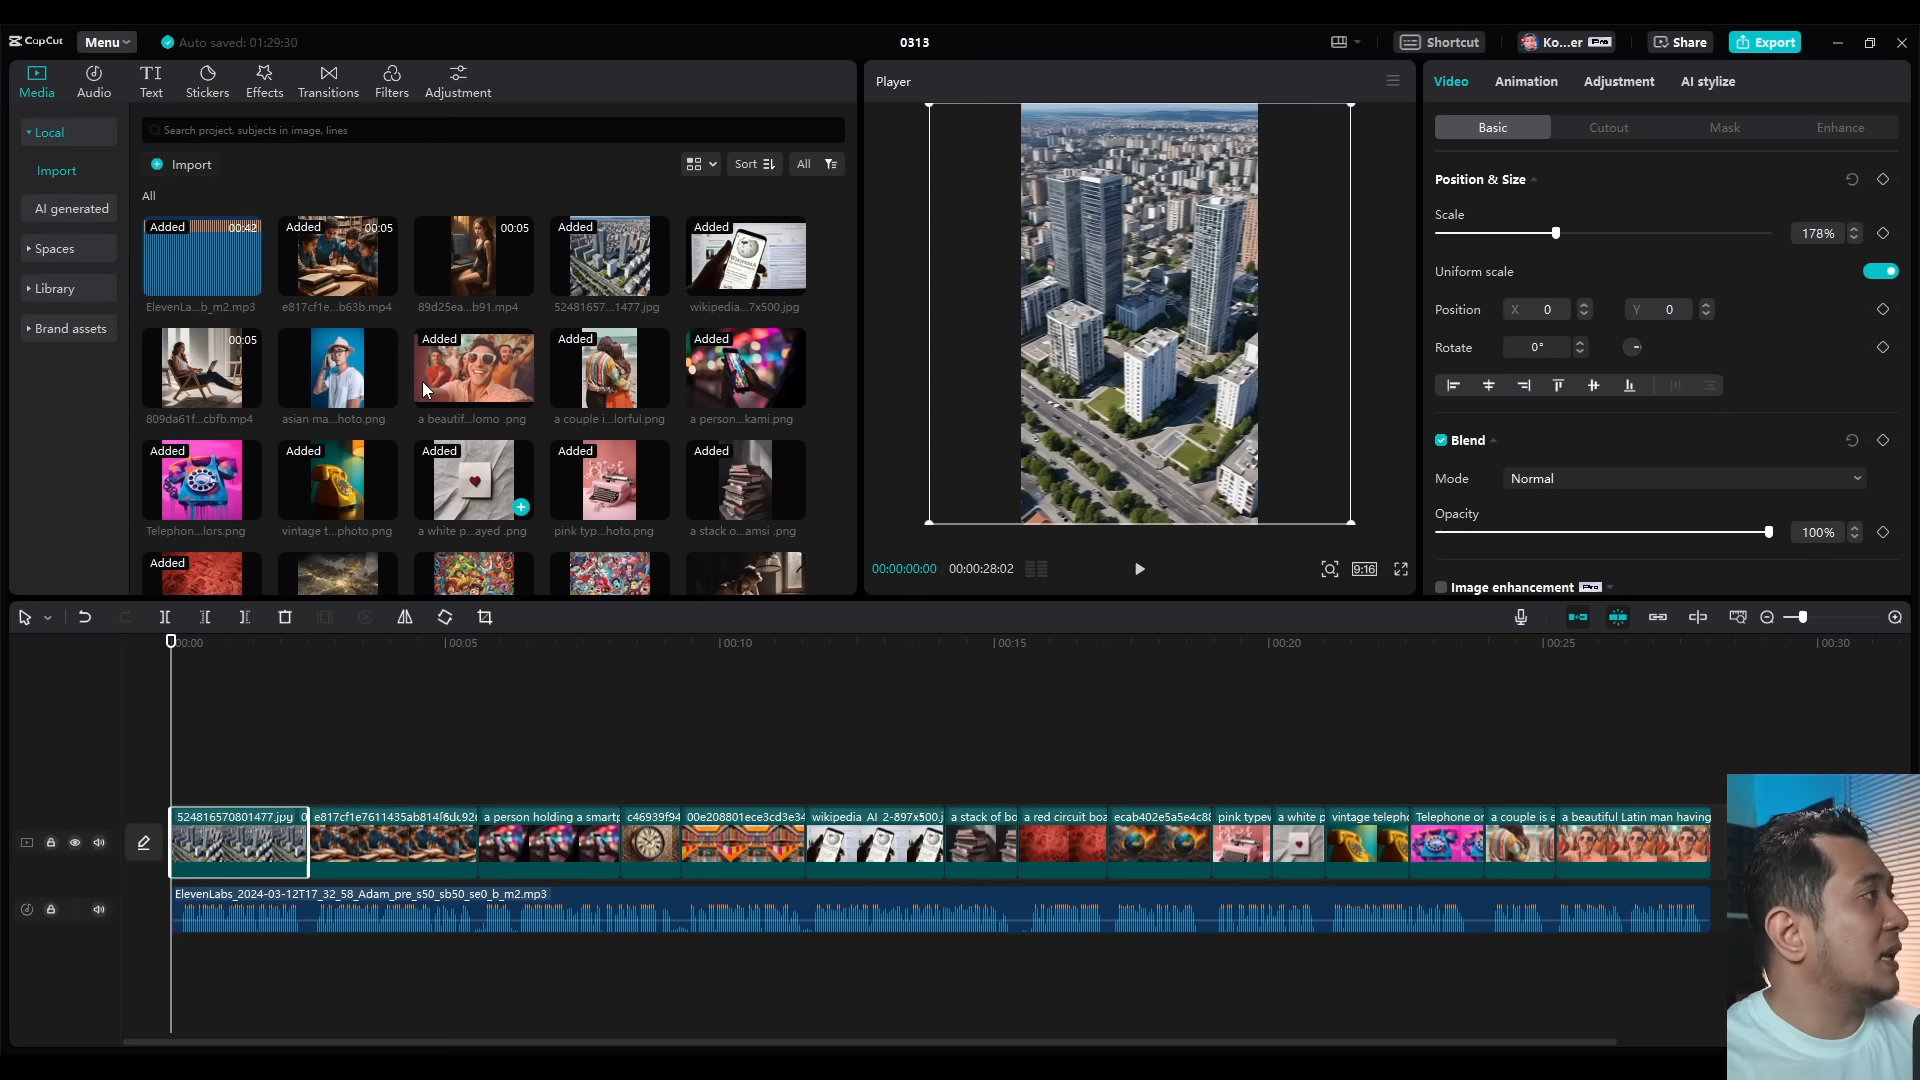 CapCut
Menu
Auto saved: 01:29:30
0313
Shortcut
Ko...er Pro
Share
Export
Media
Audio
Text
Stickers
Effects
Transitions
Filters
Adjustment
Local
Import
AI generated
Spaces
Library
Brand assets
Search project, subjects in image, lines
Import
Sort
All
All
Added 00:42
ElevenLa...b_m2.mp3
Added 00:05
e817cf1e...b63b.mp4
00:05
89d25ea...b91.mp4
Added
52481657...1477.jpg
Added
wikipedia...7x500.jpg
00:05
809da61f...cbfb.mp4
asian ma...hoto.png
Added
a beautif...lomo .png
Added
a couple i...lorful.png
Added
a person...kami.png
Added
Telephon...lors.png
Added
vintage t...photo.png
Added
a white p...ayed .png
Added
pink typ...hoto.png
Added
a stack o...amsi .png
Added
Player
00:00:00:00
00:00:28:02
9:16
Video
Animation
Adjustment
AI stylize
Basic
Cutout
Mask
Enhance
Position & Size
Scale
178%
Uniform scale
Position
X 0
Y 0
Rotate
0°
Blend
Mode
Normal
Opacity
100%
Image enhancement Pro
00:00
00:05
00:10
00:15
00:20
00:25
00:30
524816570801477.jpg 0
e817cf1e7611435ab814f6dc92c
a person holding a smartp
c46939f94
00e208801ece3cd3e34
wikipedia AI 2-897x500.j
a stack of bo
a red circuit boa
ecab402e5a5e4c88
pink typew
a white p
vintage telepho
Telephone or
a couple is e
a beautiful Latin man having
ElevenLabs_2024-03-12T17_32_58_Adam_pre_s50_sb50_se0_b_m2.mp3